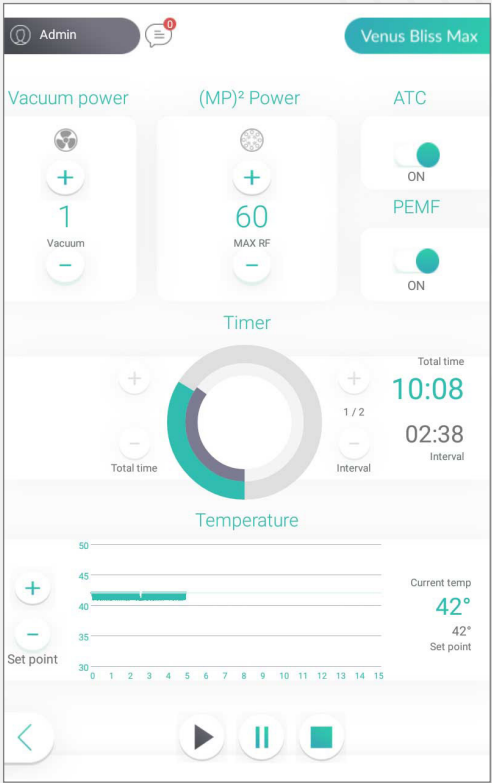 Admin
0
Venus Bliss Max
Vacuum power
(MP)² Power
ATC
1
Vacuum
60
MAX RF
ON
PEMF
ON
Timer
Total time
1 / 2
Interval
Total time
10:08
02:38
Interval
Temperature
50
45
40
35
30
0 1 2 3 4 5 6 7 8 9 10 11 12 13 14 15
Set point
Current temp
42°
42°
Set point